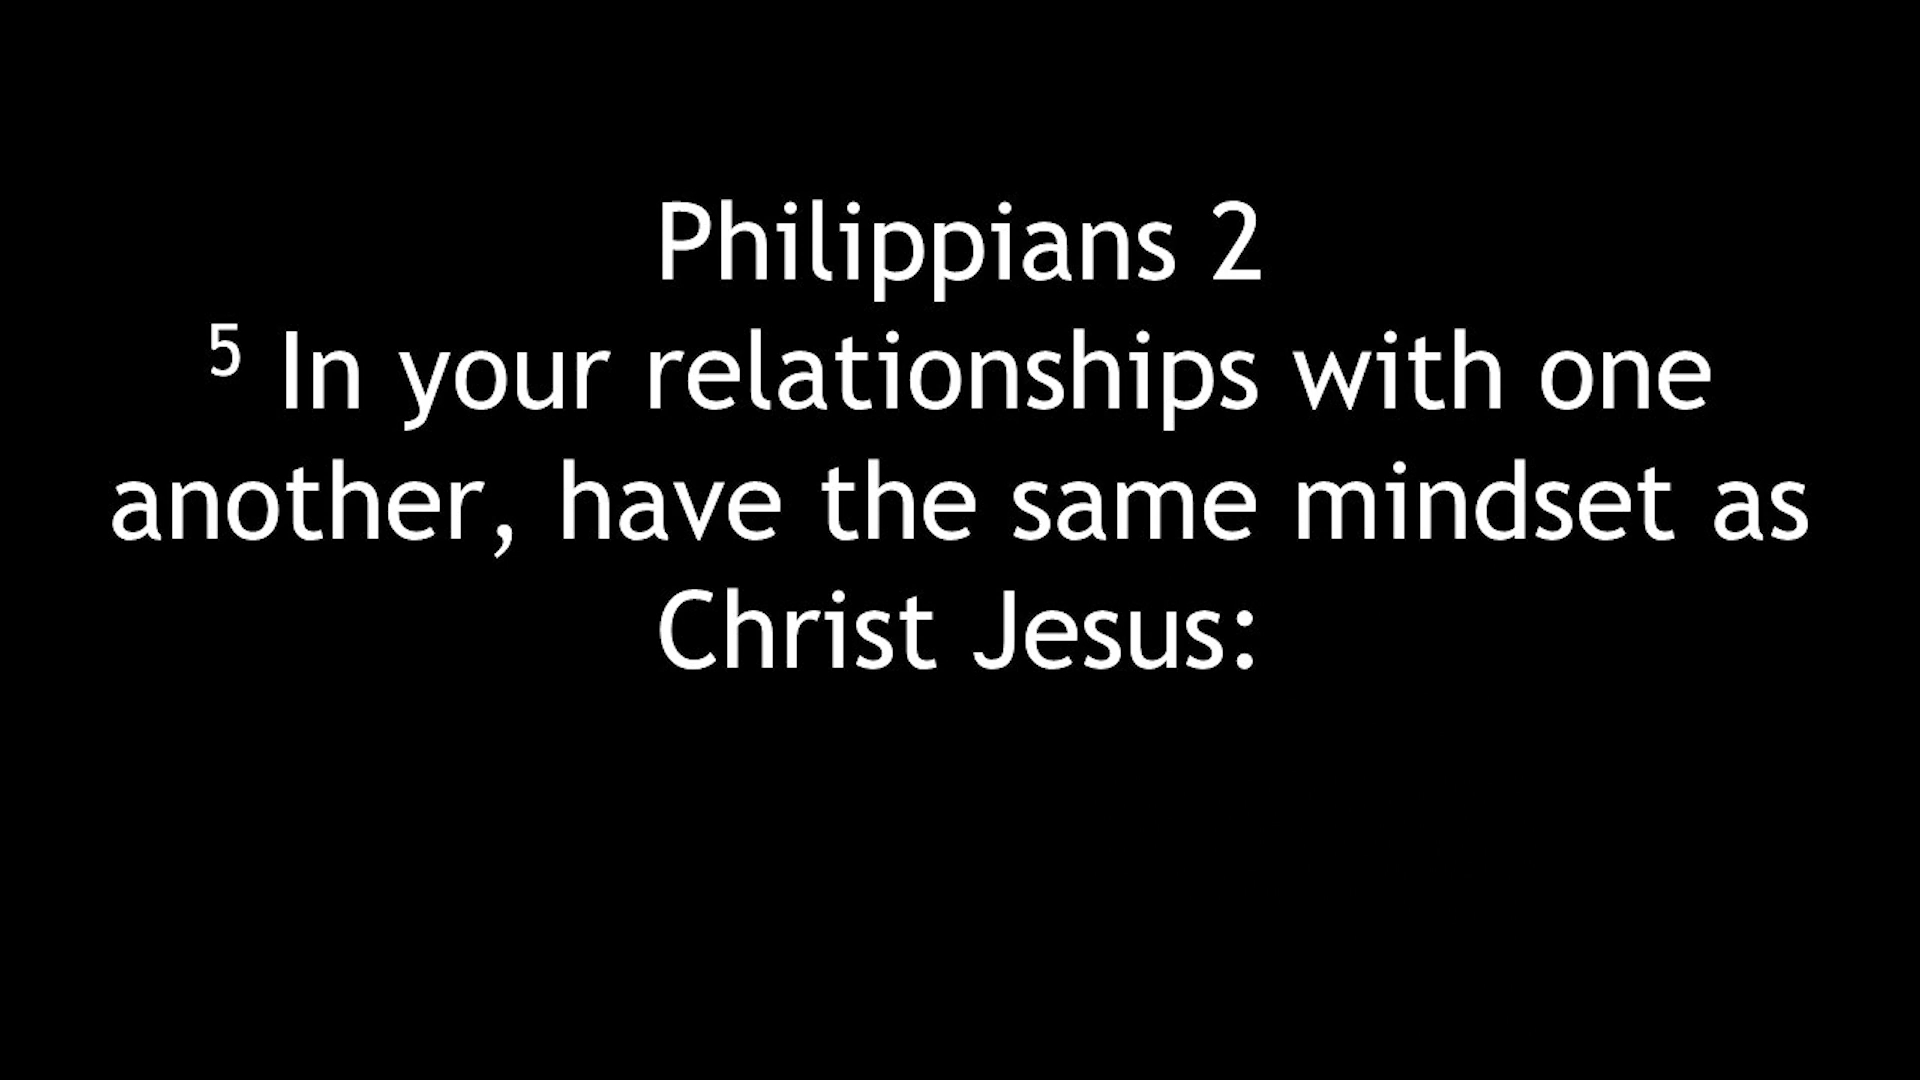 Philippians 2
5 In your relationships with one
another, have the same mindset as
Christ Jesus: